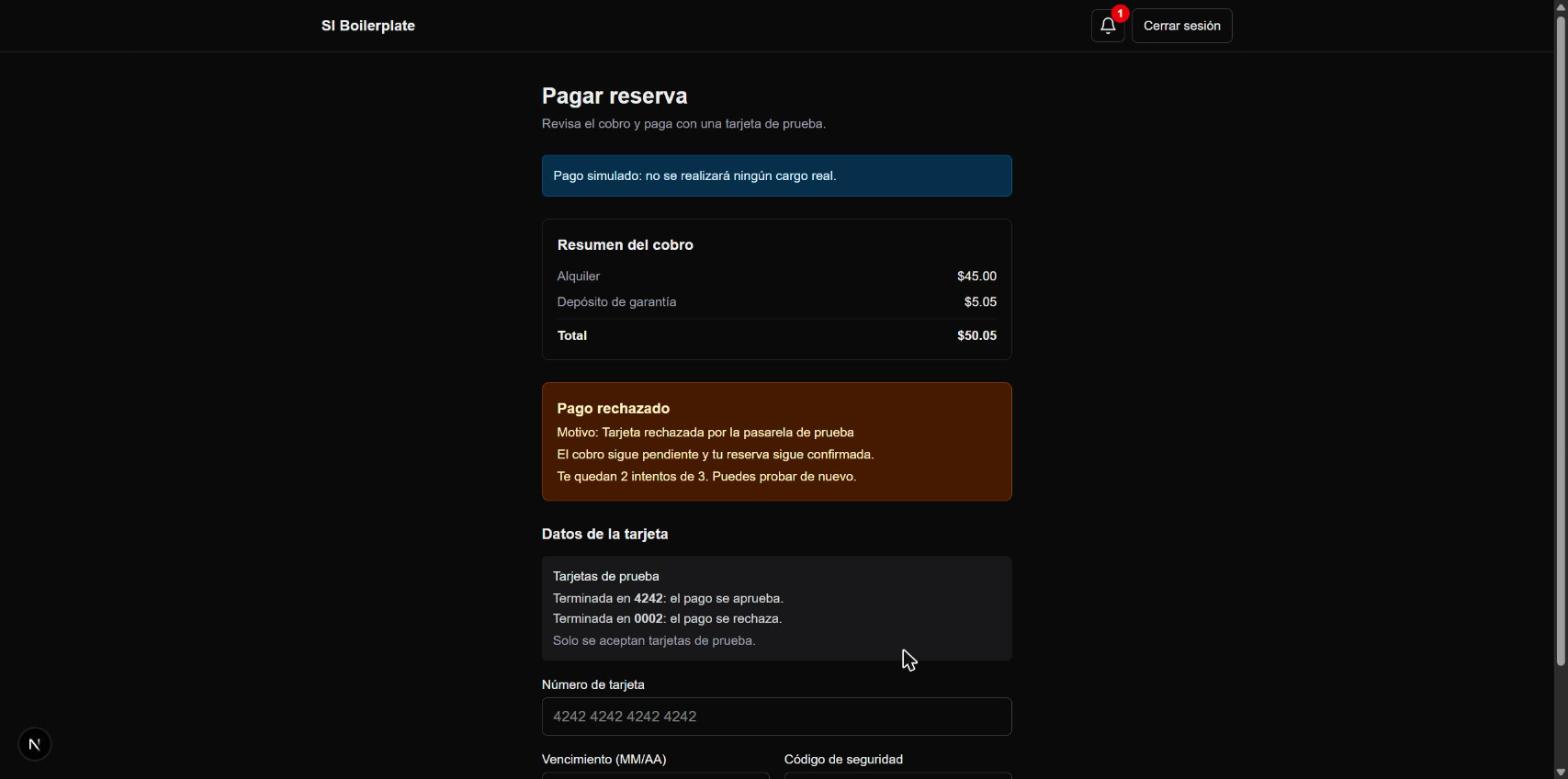 SI Boilerplate
1
Cerrar sesión
Pagar reserva
Revisa el cobro y paga con una tarjeta de prueba.
Pago simulado: no se realizará ningún cargo real.
Resumen del cobro
Alquiler $45.00
Depósito de garantía $5.05
Total $50.05
Pago rechazado
Motivo: Tarjeta rechazada por la pasarela de prueba
El cobro sigue pendiente y tu reserva sigue confirmada.
Te quedan 2 intentos de 3. Puedes probar de nuevo.
Datos de la tarjeta
Tarjetas de prueba
Terminada en 4242: el pago se aprueba.
Terminada en 0002: el pago se rechaza.
Solo se aceptan tarjetas de prueba.
Número de tarjeta
4242 4242 4242 4242
N
Vencimiento (MM/AA) Código de seguridad